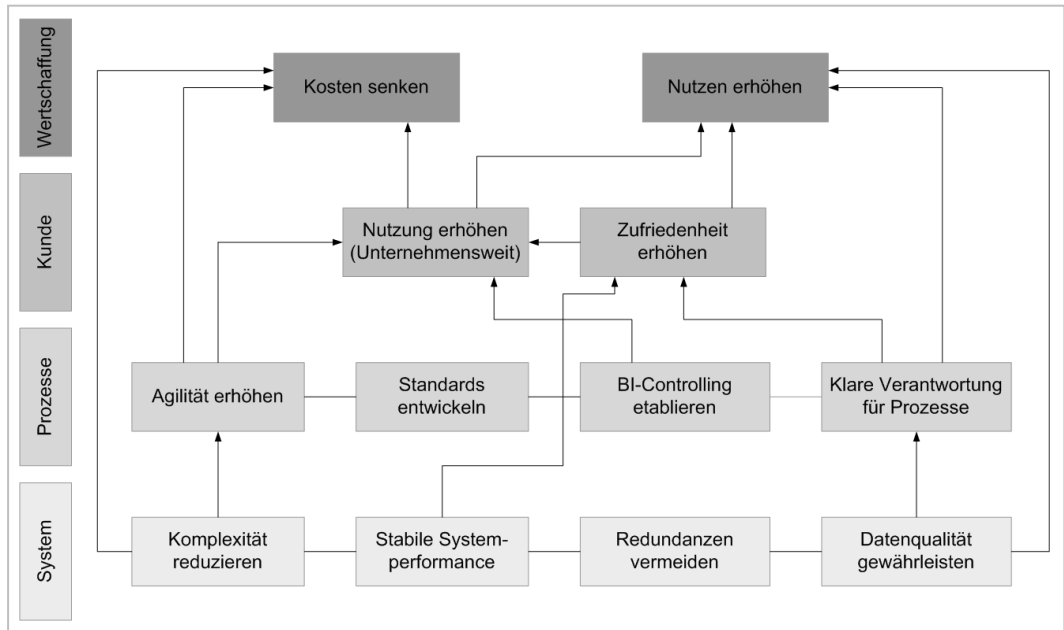 Wertschaffung
Kosten senken
Nutzen erhöhen
Kunde
Nutzung erhöhen
(Unternehmensweit)
Zufriedenheit
erhöhen
Prozesse
Agilität erhöhen
Standards
entwickeln
BI-Controlling
etablieren
Klare Verantwortung
für Prozesse
System
Komplexität
reduzieren
Stabile System-
performance
Redundanzen
vermeiden
Datenqualität
gewährleisten